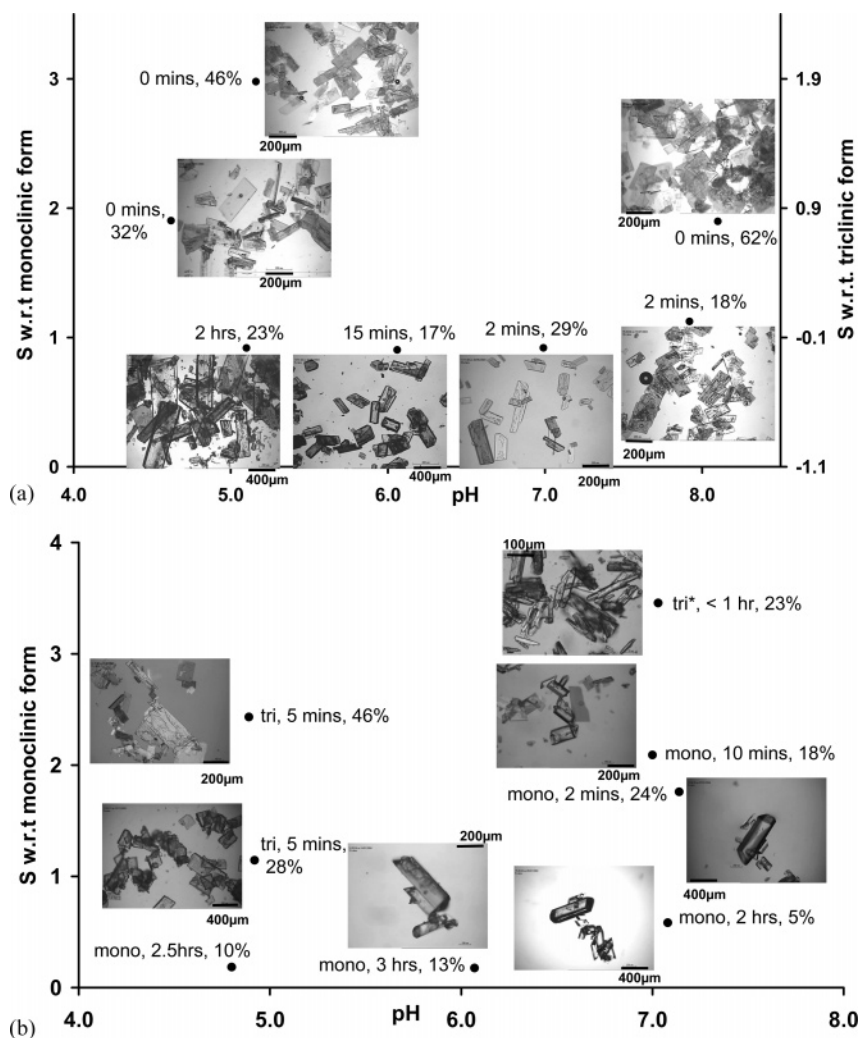 3
0 mins, 46%
200µm
1.9
S w.r.t monoclinic form
2
0 mins,
32%
200µm
200µm
0.9
0 mins, 62%
S w.r.t. triclinic form
1
2 hrs, 23%
15 mins, 17%
2 mins, 29%
2 mins, 18%
-0.1
200µm
0
400µm
400µm
200µm
-1.1
(a)
4.0
5.0
6.0
pH
7.0
8.0
4
100µm
tri*, < 1 hr, 23%
3
S w.r.t monoclinic form
tri, 5 mins, 46%
200µm
2
200µm
mono, 10 mins, 18%
mono, 2 mins, 24%
1
tri, 5 mins,
28%
400µm
200µm
400µm
mono, 2 hrs, 5%
mono, 2.5hrs, 10%
mono, 3 hrs, 13%
400µm
0
4.0
5.0
pH
6.0
7.0
8.0
(b)